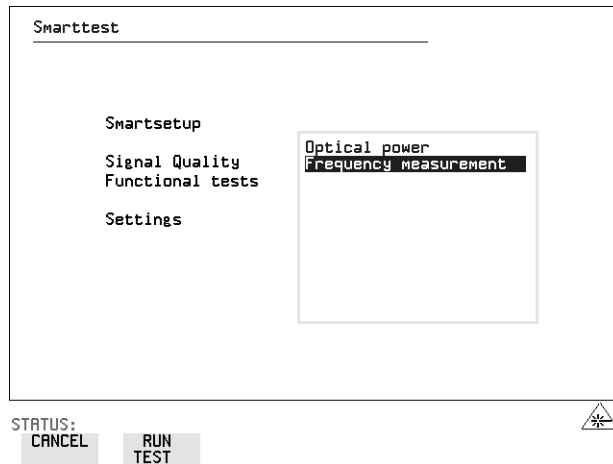 Smarttest
Smartsetup
Signal Quality
Functional tests
Settings
Optical power
Frequency measurement
STATUS:
CANCEL
RUN
TEST